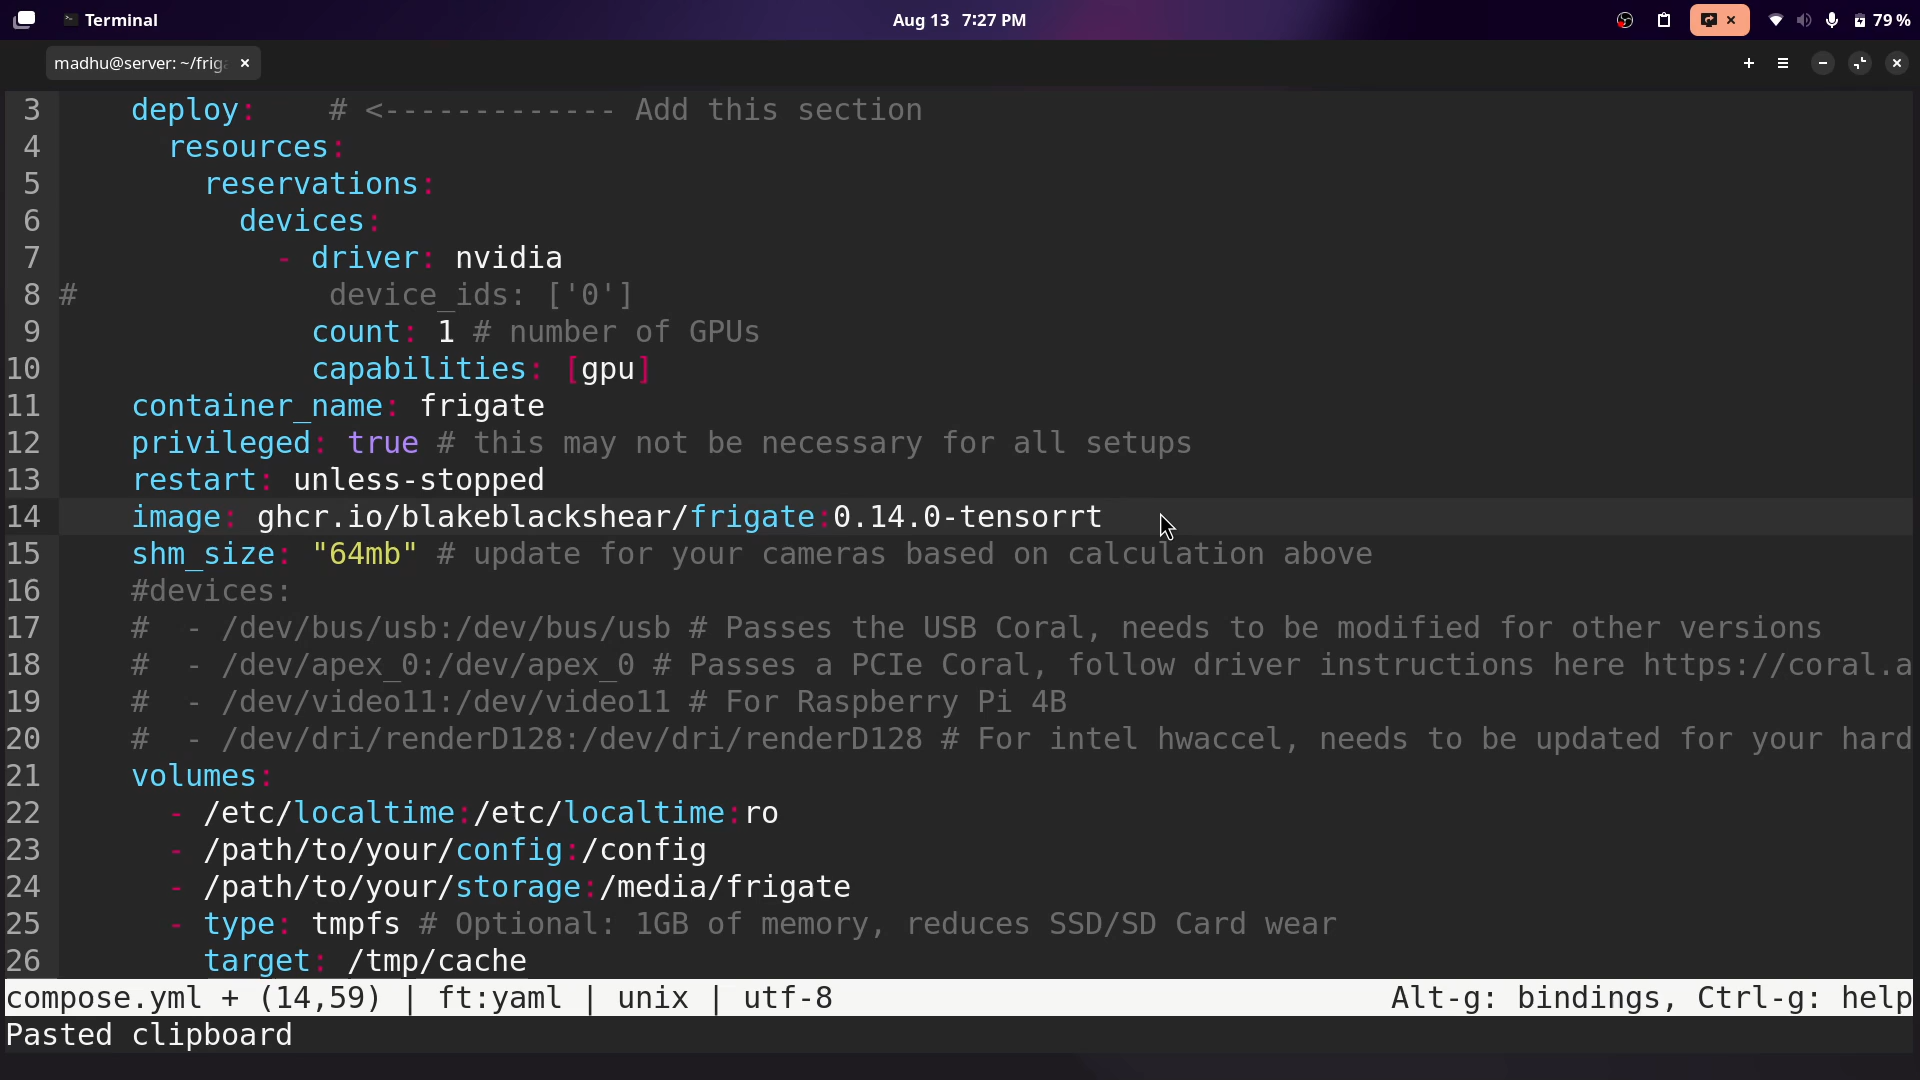 Terminal
Aug 13 7:27 PM
79 %
madhu@server: ~/frig
3 deploy: # <------------- Add this section
4 resources:
5 reservations:
6 devices:
7 - driver: nvidia
8 # device_ids: ['0']
9 count: 1 # number of GPUs
10 capabilities: [gpu]
11 container_name: frigate
12 privileged: true # this may not be necessary for all setups
13 restart: unless-stopped
14 image: ghcr.io/blakeblackshear/frigate:0.14.0-tensorrt
15 shm_size: "64mb" # update for your cameras based on calculation above
16 #devices:
17 # - /dev/bus/usb:/dev/bus/usb # Passes the USB Coral, needs to be modified for other versions
18 # - /dev/apex_0:/dev/apex_0 # Passes a PCIe Coral, follow driver instructions here https://coral.a
19 # - /dev/video11:/dev/video11 # For Raspberry Pi 4B
20 # - /dev/dri/renderD128:/dev/dri/renderD128 # For intel hwaccel, needs to be updated for your hard
21 volumes:
22 - /etc/localtime:/etc/localtime:ro
23 - /path/to/your/config:/config
24 - /path/to/your/storage:/media/frigate
25 - type: tmpfs # Optional: 1GB of memory, reduces SSD/SD Card wear
26 target: /tmp/cache
compose.yml + (14,59) | ft:yaml | unix | utf-8 Alt-g: bindings, Ctrl-g: help
Pasted clipboard